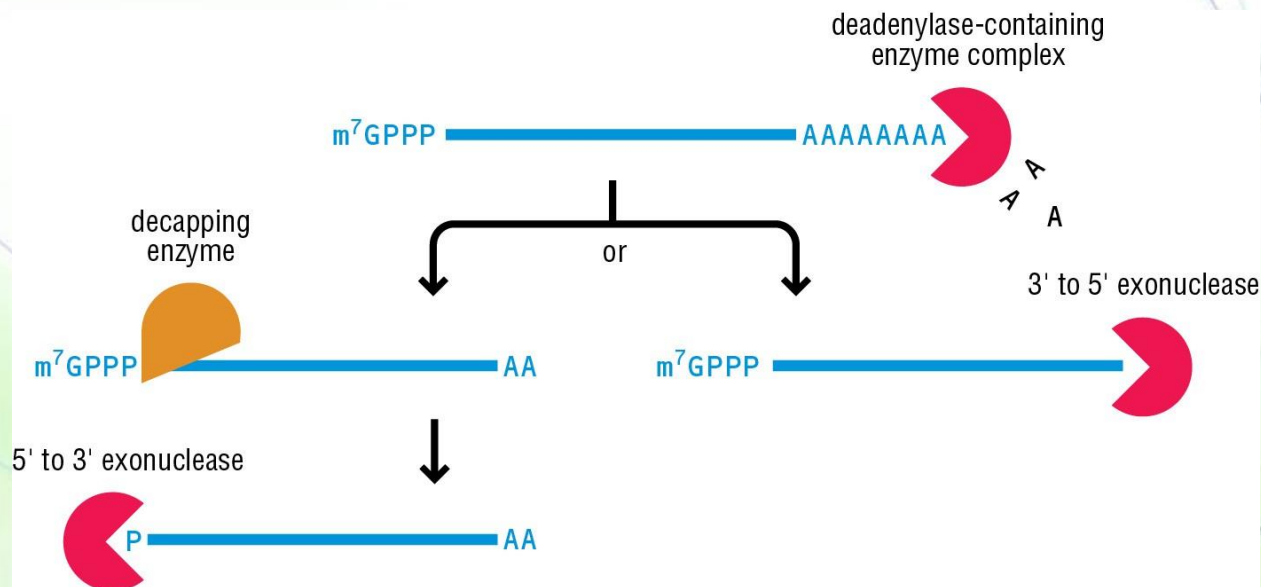 deadenylase-containing
enzyme complex
m⁷GPPP AAAAAAAA
A
A
A
or
decapping
enzyme
3' to 5' exonuclease
m⁷GPPP AA
m⁷GPPP
5' to 3' exonuclease
P AA